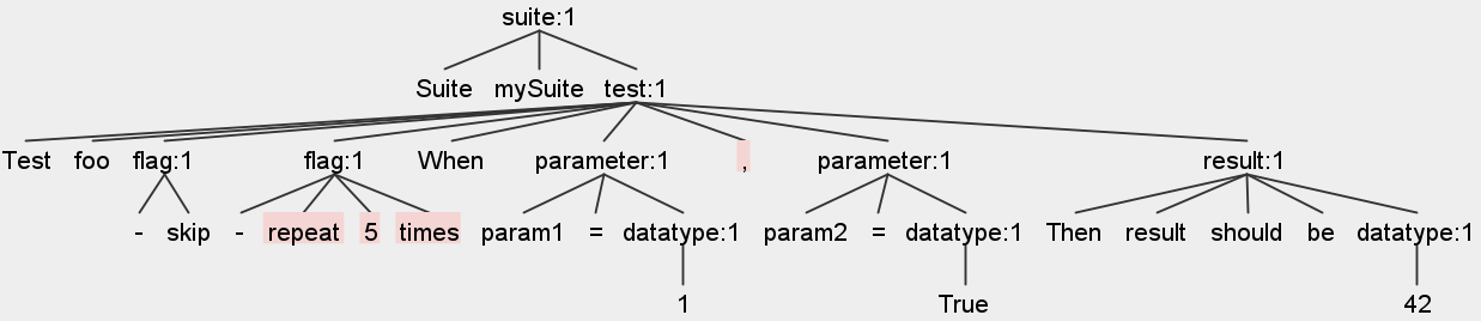 suite:1
Suite mySuite test:1
Test foo flag:1 flag:1 When parameter:1 , parameter:1 result:1
- skip - repeat 5 times param1 = datatype:1 param2 = datatype:1 Then result should be datatype:1
1 True 42